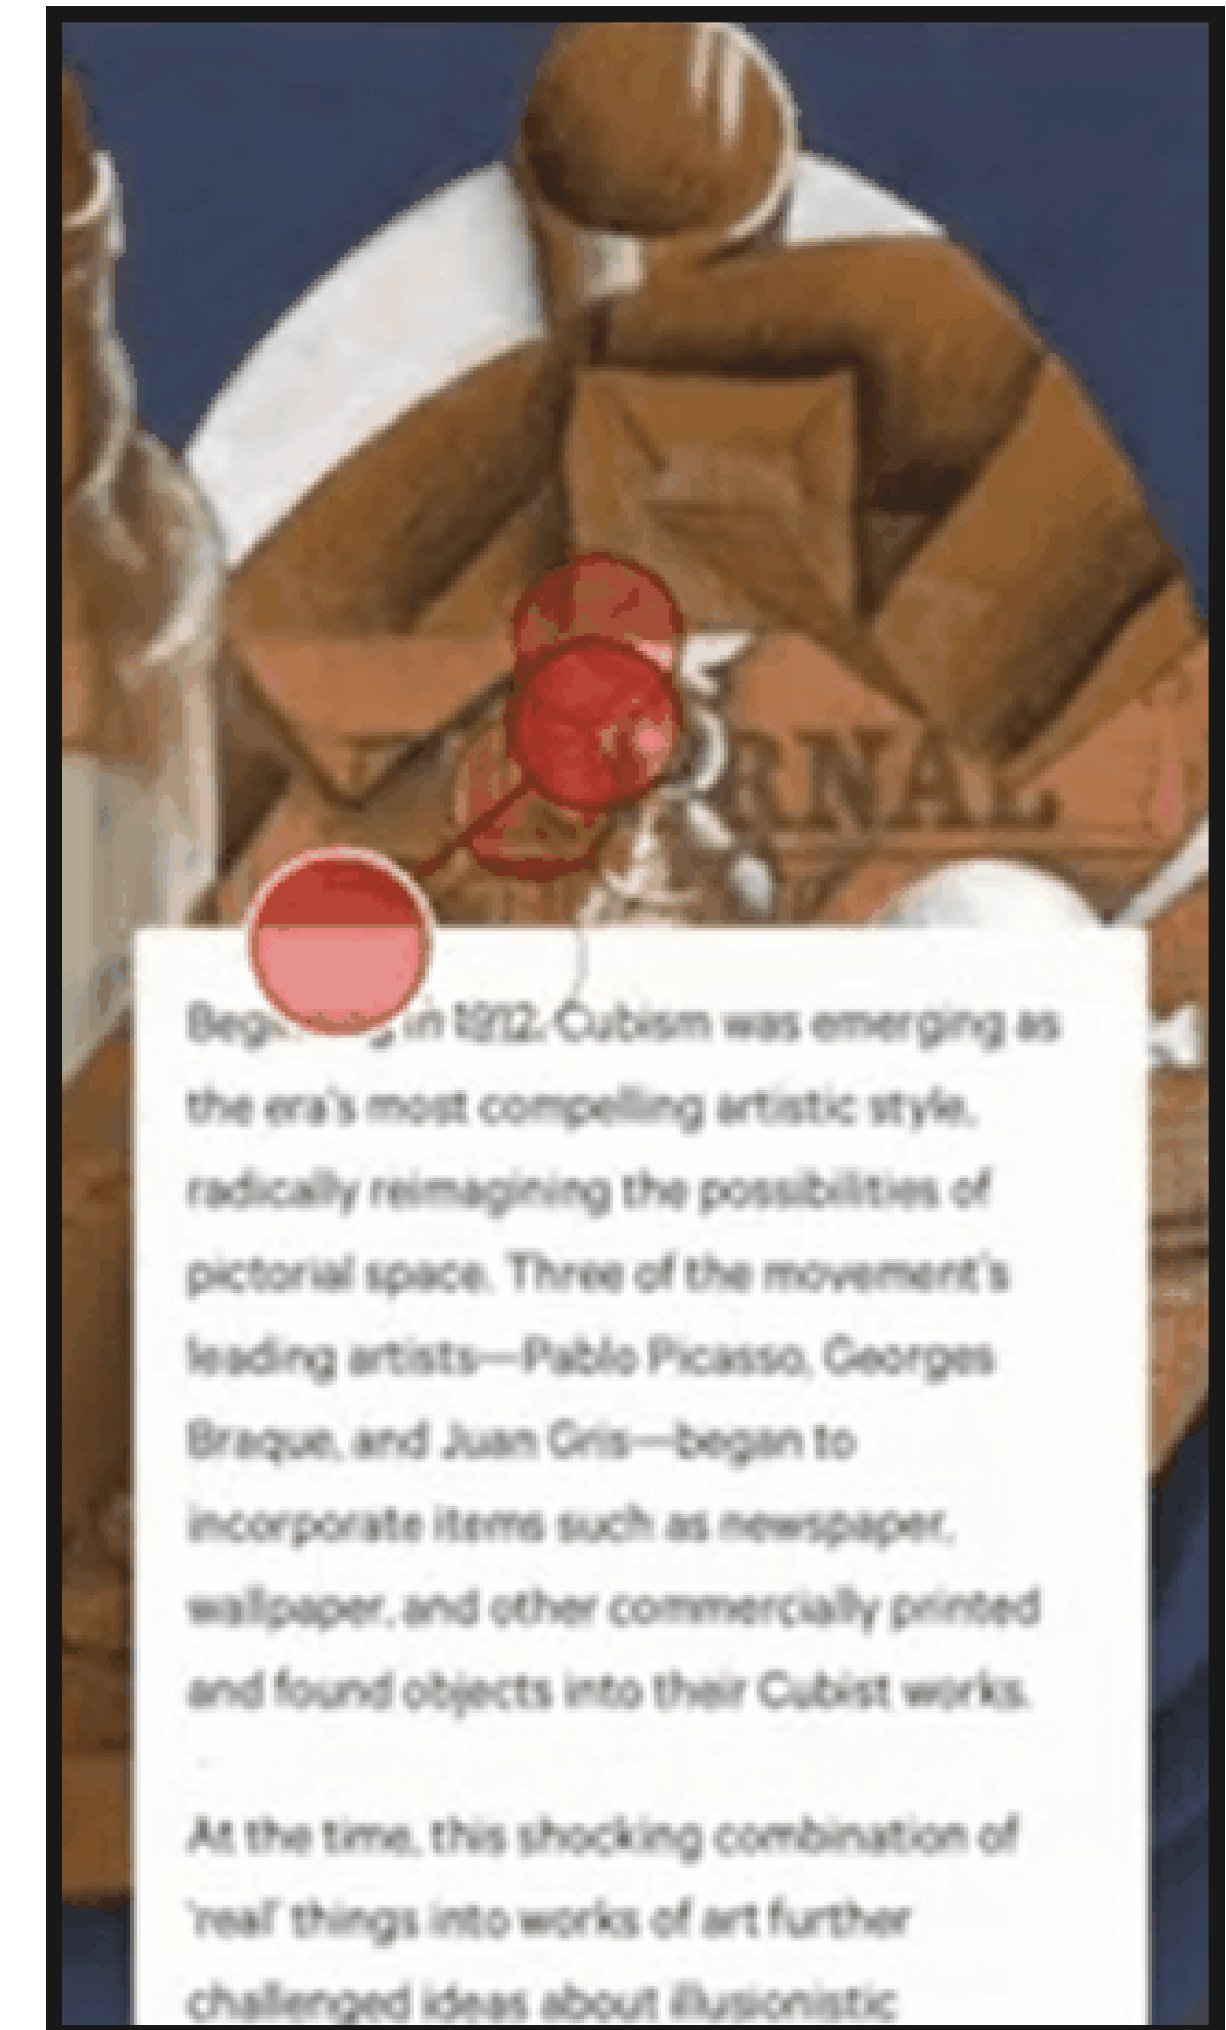 RNAL
in 1912, Cubism was emerging as
the era's most compelling artistic style,
radically reimagining the possibilities of
pictorial space. Three of the movement's
leading artists—Pablo Picasso, Georges
Braque, and Juan Gris—began to
incorporate items such as newspaper,
wallpaper, and other commercially printed
and found objects into their Cubist works.
At the time, this shocking combination of
'real' things into works of art further
challenged ideas about illusionistic